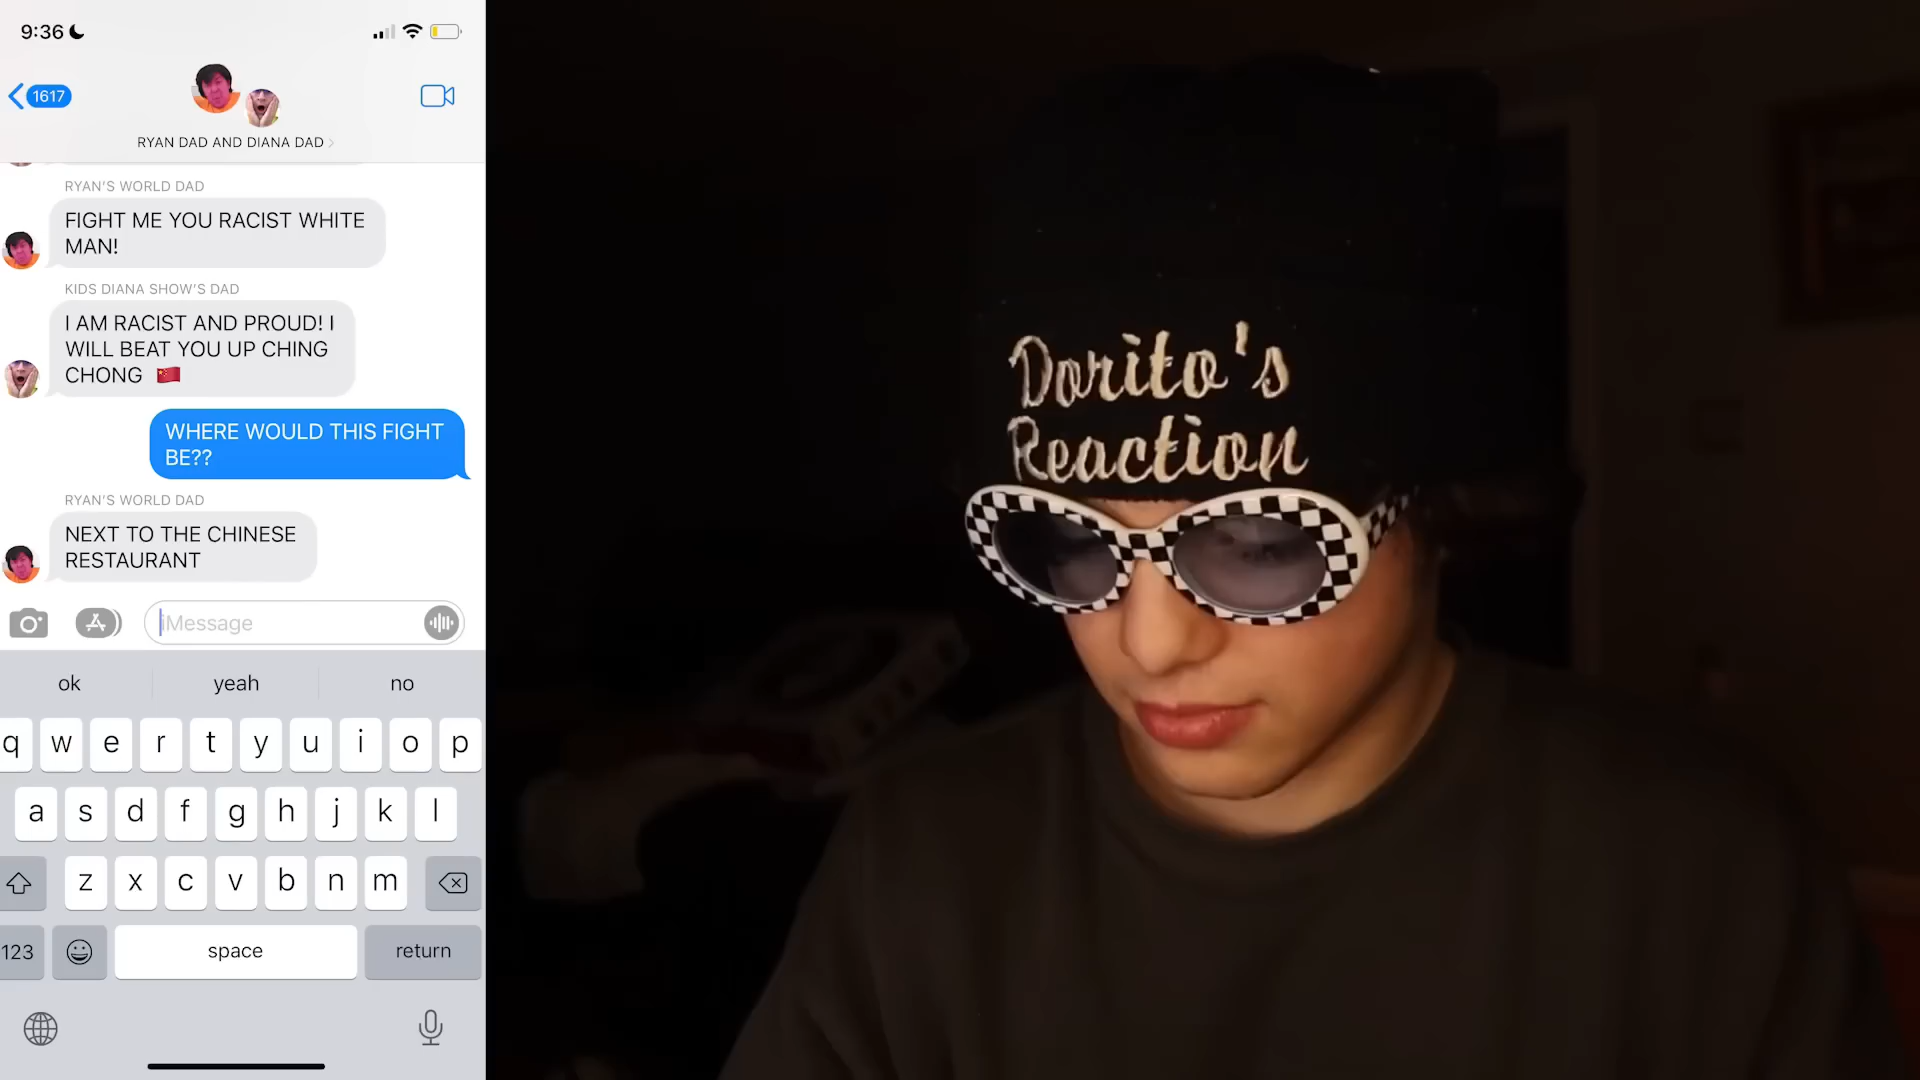 9:36
1617
RYAN DAD AND DIANA DAD
RYAN'S WORLD DAD
FIGHT ME YOU RACIST WHITE
MAN!
KIDS DIANA SHOW'S DAD
I AM RACIST AND PROUD! I
WILL BEAT YOU UP CHING
CHONG 🇨🇳
WHERE WOULD THIS FIGHT
BE??
RYAN'S WORLD DAD
NEXT TO THE CHINESE
RESTAURANT
iMessage
ok yeah no
q w e r t y u i o p
a s d f g h j k l
z x c v b n m
123 space return
Dorito's
Reaction